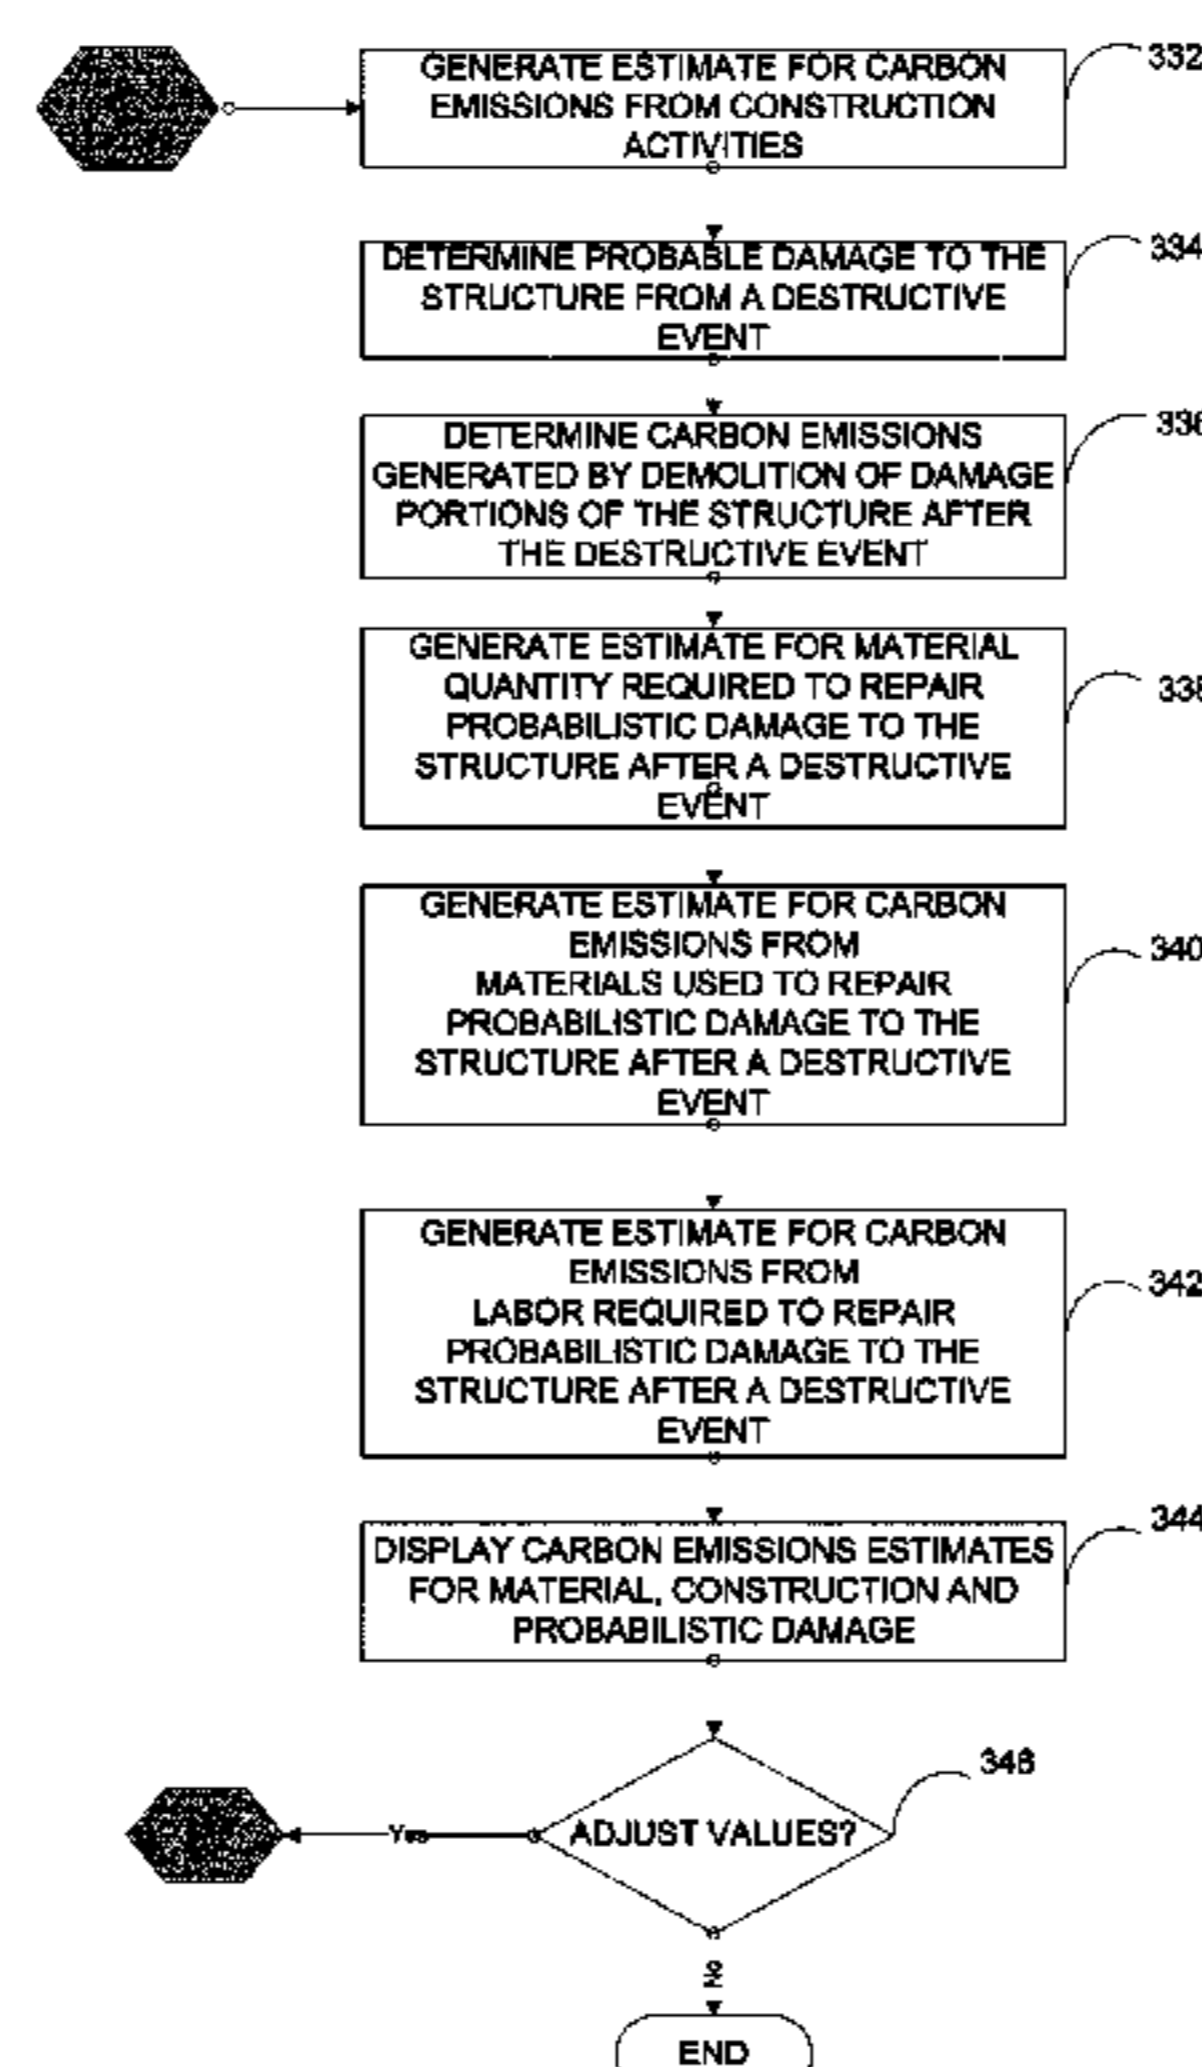 GENERATE ESTIMATE FOR CARBON
EMISSIONS FROM CONSTRUCTION
ACTIVITIES
332
DETERMINE PROBABLE DAMAGE TO THE
STRUCTURE FROM A DESTRUCTIVE
EVENT
334
DETERMINE CARBON EMISSIONS
GENERATED BY DEMOLITION OF DAMAGE
PORTIONS OF THE STRUCTURE AFTER
THE DESTRUCTIVE EVENT
336
GENERATE ESTIMATE FOR MATERIAL
QUANTITY REQUIRED TO REPAIR
PROBABILISTIC DAMAGE TO THE
STRUCTURE AFTER A DESTRUCTIVE
EVENT
338
GENERATE ESTIMATE FOR CARBON
EMISSIONS FROM
MATERIALS USED TO REPAIR
PROBABILISTIC DAMAGE TO THE
STRUCTURE AFTER A DESTRUCTIVE
EVENT
340
GENERATE ESTIMATE FOR CARBON
EMISSIONS FROM
LABOR REQUIRED TO REPAIR
PROBABILISTIC DAMAGE TO THE
STRUCTURE AFTER A DESTRUCTIVE
EVENT
342
DISPLAY CARBON EMISSIONS ESTIMATES
FOR MATERIAL, CONSTRUCTION AND
PROBABILISTIC DAMAGE
344
ADJUST VALUES?
Yes
No
END